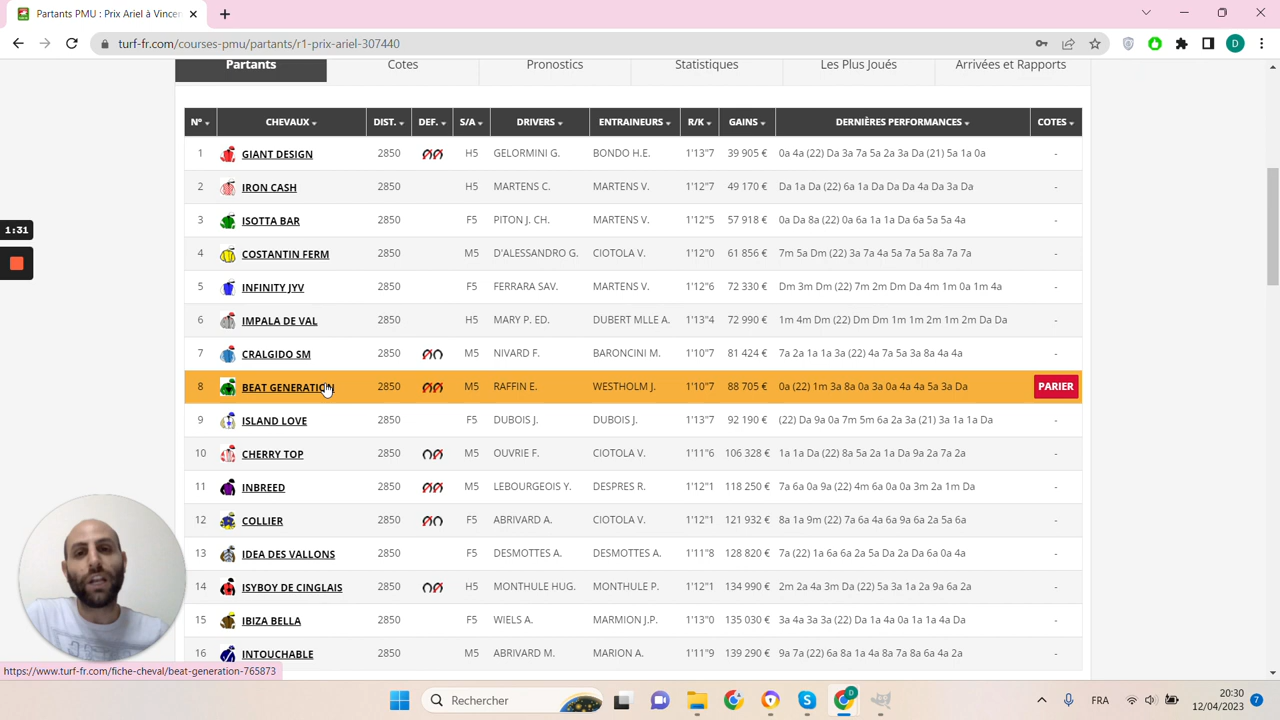 Partants PMU : Prix Ariel à Vincen
turf-fr.com/courses-pmu/partants/r1-prix-ariel-307440
D
Partants Cotes Pronostics Statistiques Les Plus Joués Arrivées et Rapports
N° CHEVAUX DIST. DEF. S/A DRIVERS ENTRAINEURS R/K GAINS DERNIÈRES PERFORMANCES COTES
1 GIANT DESIGN 2850 H5 GELORMINI G. BONDO H.E. 1'13"7 39 905 € 0a 4a (22) Da 3a 7a 5a 2a 3a Da (21) 5a 1a 0a -
2 IRON CASH 2850 H5 MARTENS C. MARTENS V. 1'12"7 49 170 € Da 1a Da (22) 6a 1a Da Da Da 4a Da 3a Da -
3 ISOTTA BAR 2850 F5 PITON J. CH. MARTENS V. 1'12"5 57 918 € 0a Da 8a (22) 0a 6a 1a 1a Da 6a 5a 5a 4a -
4 COSTANTIN FERM 2850 M5 D'ALESSANDRO G. CIOTOLA V. 1'12"0 61 856 € 7m 5a Dm (22) 3a 7a 4a 5a 7a 5a 8a 7a 7a -
5 INFINITY JYV 2850 F5 FERRARA SAV. MARTENS V. 1'12"6 72 330 € Dm 3m Dm (22) 7m 2m Dm Da 4m 1m 0a 1m 4a -
6 IMPALA DE VAL 2850 H5 MARY P. ED. DUBERT MLLE A. 1'13"4 72 990 € 1m 4m Dm (22) Dm Dm 1m 1m 2m 1m 2m Da Da -
7 CRALGIDO SM 2850 M5 NIVARD F. BARONCINI M. 1'10"7 81 424 € 7a 2a 1a 1a 3a (22) 4a 7a 5a 3a 8a 4a 4a -
8 BEAT GENERATION 2850 M5 RAFFIN E. WESTHOLM J. 1'10"7 88 705 € 0a (22) 1m 3a 8a 0a 3a 0a 4a 4a 5a 3a Da PARIER
9 ISLAND LOVE 2850 F5 DUBOIS J. DUBOIS J. 1'13"7 92 190 € (22) Da 9a 0a 7m 5m 6a 2a 3a (21) 3a 1a 1a Da -
10 CHERRY TOP 2850 M5 OUVRIE F. CIOTOLA V. 1'11"6 106 328 € 1a 1a Da (22) 8a 5a 2a 1a Da 9a 2a 7a 2a -
11 INBREED 2850 M5 LEBOURGEOIS Y. DESPRES R. 1'12"1 118 250 € 7a 6a 0a 9a (22) 4m 6a 0a 0a 3m 2a 1m Da -
12 COLLIER 2850 F5 ABRIVARD A. CIOTOLA V. 1'12"1 121 932 € 8a 1a 9m (22) 7a 6a 4a 6a 9a 6a 2a 5a 6a -
13 IDEA DES VALLONS 2850 F5 DESMOTTES A. DESMOTTES A. 1'11"8 128 820 € 7a (22) 1a 6a 6a 2a 5a Da 2a Da 8a 0a 4a -
14 ISYBOY DE CINGLAIS 2850 H5 MONTHULE HUG. MONTHULE P. 1'12"1 134 990 € 2m 2a 4a 3m Da (22) 5a 3a 1a 2a 9a 6a 2a -
15 IBIZA BELLA 2850 F5 WIELS A. MARMION J.P. 1'13"0 135 030 € 3a 4a 3a 3a (22) Da 1a 4a 0a 1a 1a 4a Da -
16 INTOUCHABLE 2850 M5 ABRIVARD M. MARION A. 1'11"9 139 290 € 9a 7a (22) 6a 8a 1a 4a 8a 7a 8a 6a 4a 2a -
1:31
https://www.turf-fr.com/fiche-cheval/beat-generation-765873
Rechercher
FRA
20:30
12/04/2023
7